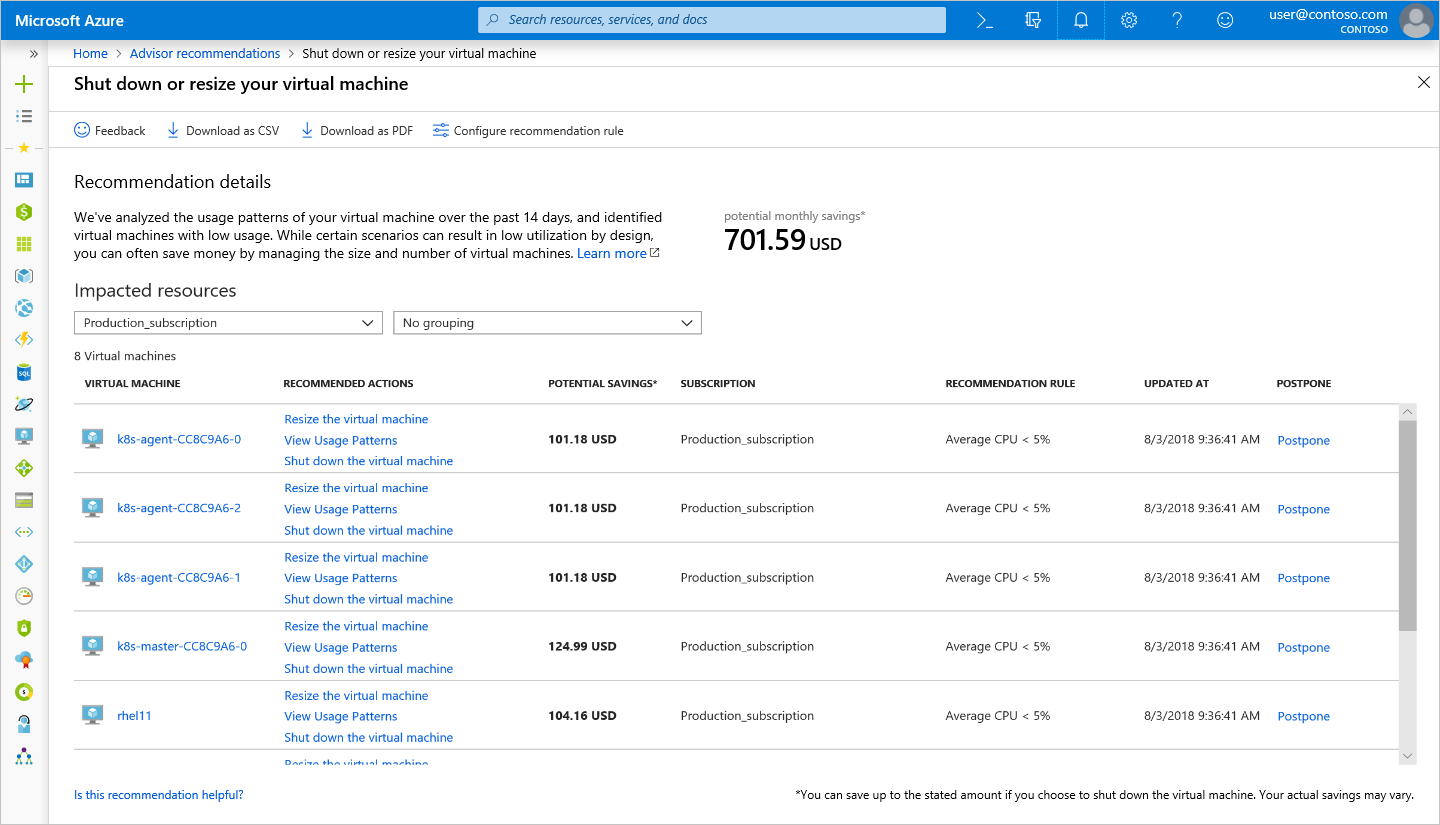 Microsoft Azure
Search resources, services, and docs
user@contoso.com
CONTOSO
Home > Advisor recommendations > Shut down or resize your virtual machine
Shut down or resize your virtual machine
Feedback Download as CSV Download as PDF Configure recommendation rule
Recommendation details
We've analyzed the usage patterns of your virtual machine over the past 14 days, and identified
virtual machines with low usage. While certain scenarios can result in low utilization by design,
you can often save money by managing the size and number of virtual machines. Learn more
potential monthly savings*
701.59 USD
Impacted resources
Production_subscription No grouping
8 Virtual machines
VIRTUAL MACHINE RECOMMENDED ACTIONS POTENTIAL SAVINGS* SUBSCRIPTION RECOMMENDATION RULE UPDATED AT POSTPONE
Resize the virtual machine
k8s-agent-CC8C9A6-0 View Usage Patterns 101.18 USD Production_subscription Average CPU < 5% 8/3/2018 9:36:41 AM Postpone
Shut down the virtual machine
Resize the virtual machine
k8s-agent-CC8C9A6-2 View Usage Patterns 101.18 USD Production_subscription Average CPU < 5% 8/3/2018 9:36:41 AM Postpone
Shut down the virtual machine
Resize the virtual machine
k8s-agent-CC8C9A6-1 View Usage Patterns 101.18 USD Production_subscription Average CPU < 5% 8/3/2018 9:36:41 AM Postpone
Shut down the virtual machine
Resize the virtual machine
k8s-master-CC8C9A6-0 View Usage Patterns 124.99 USD Production_subscription Average CPU < 5% 8/3/2018 9:36:41 AM Postpone
Shut down the virtual machine
Resize the virtual machine
rhel11 View Usage Patterns 104.16 USD Production_subscription Average CPU < 5% 8/3/2018 9:36:41 AM Postpone
Shut down the virtual machine
Resize the virtual machine
Is this recommendation helpful?
*You can save up to the stated amount if you choose to shut down the virtual machine. Your actual savings may vary.